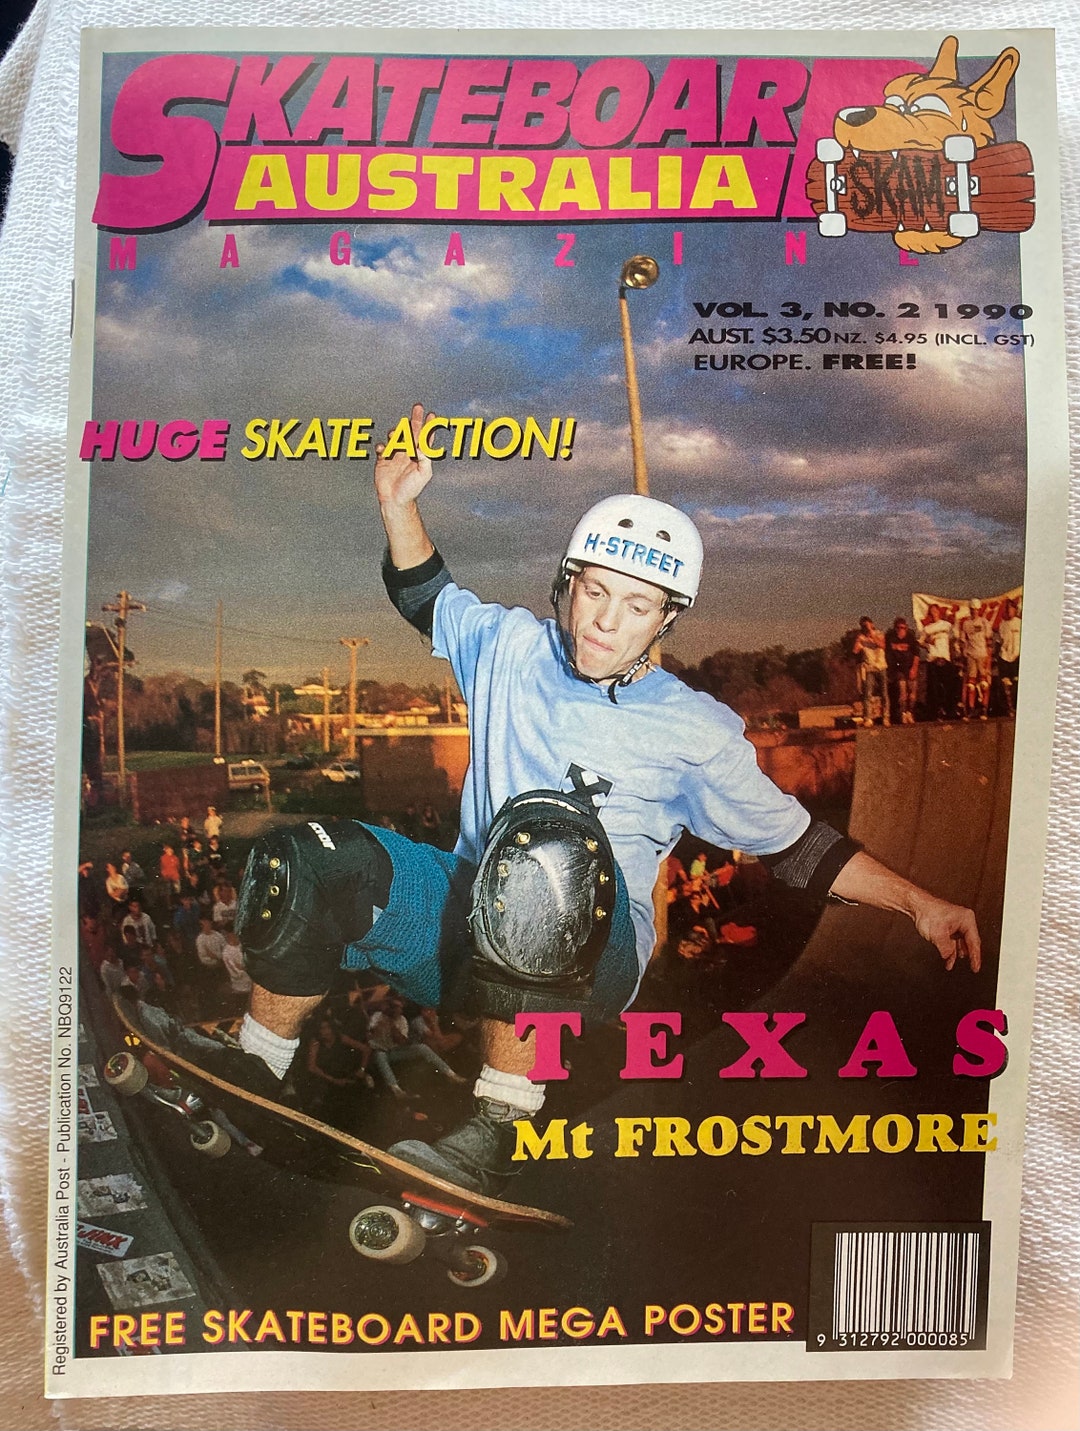 SKATEBOARD
AUSTRALIA
MAGAZINE
SKAM
VOL. 3, NO. 2 1990
AUST. $3.50 NZ. $4.95 (INCL. GST)
EUROPE. FREE!
HUGE SKATE ACTION!
H-STREET
TEXAS
Mt FROSTMORE
JINX
FREE SKATEBOARD MEGA POSTER
9 312792 000085
Registered by Australia Post - Publication No. NBQ9122